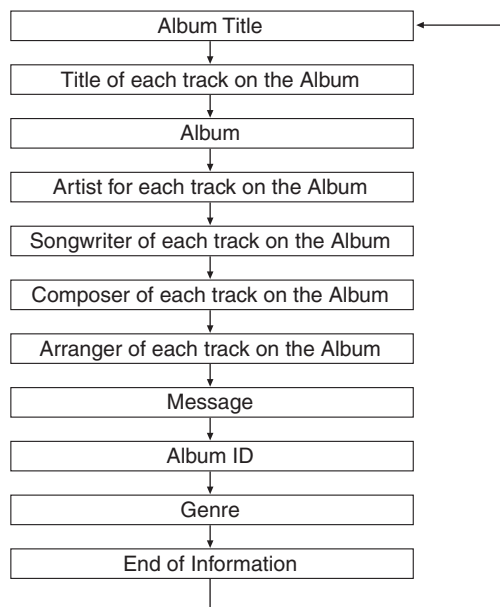 Album Title
Title of each track on the Album
Album
Artist for each track on the Album
Songwriter of each track on the Album
Composer of each track on the Album
Arranger of each track on the Album
Message
Album ID
Genre
End of Information